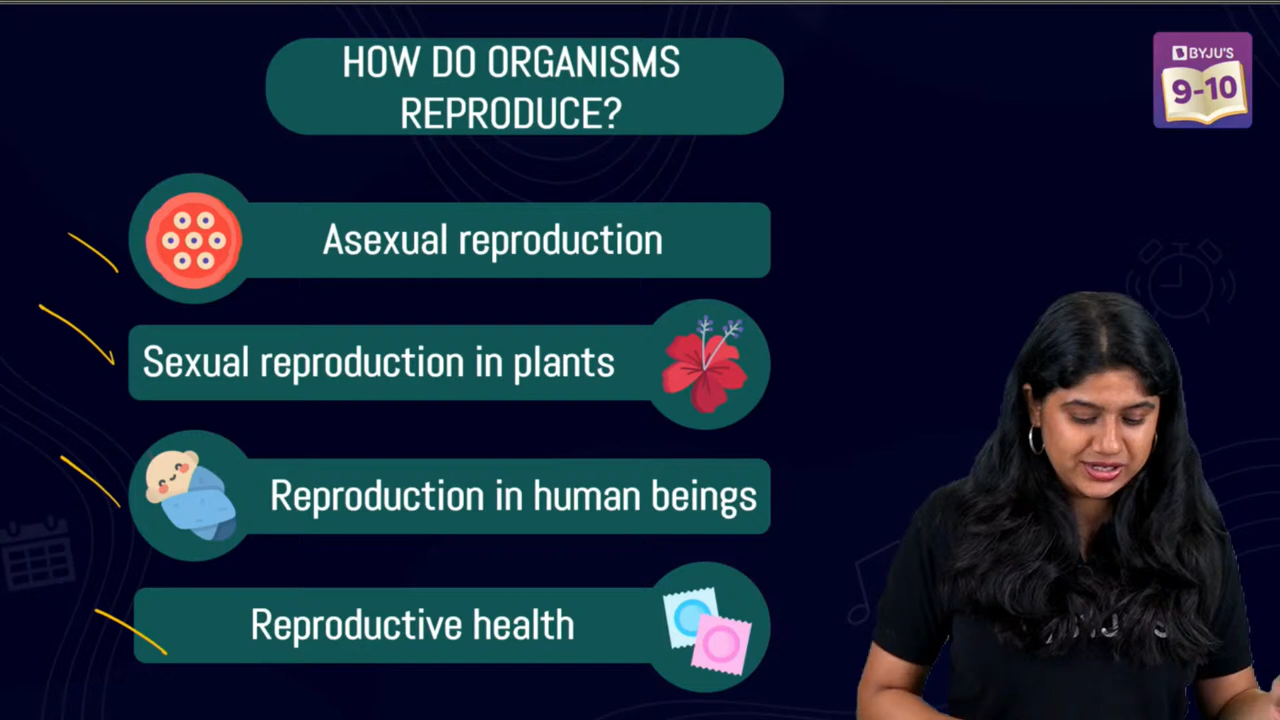 HOW DO ORGANISMS
REPRODUCE?
BYJU'S
9-10
Asexual reproduction
Sexual reproduction in plants
Reproduction in human beings
Reproductive health